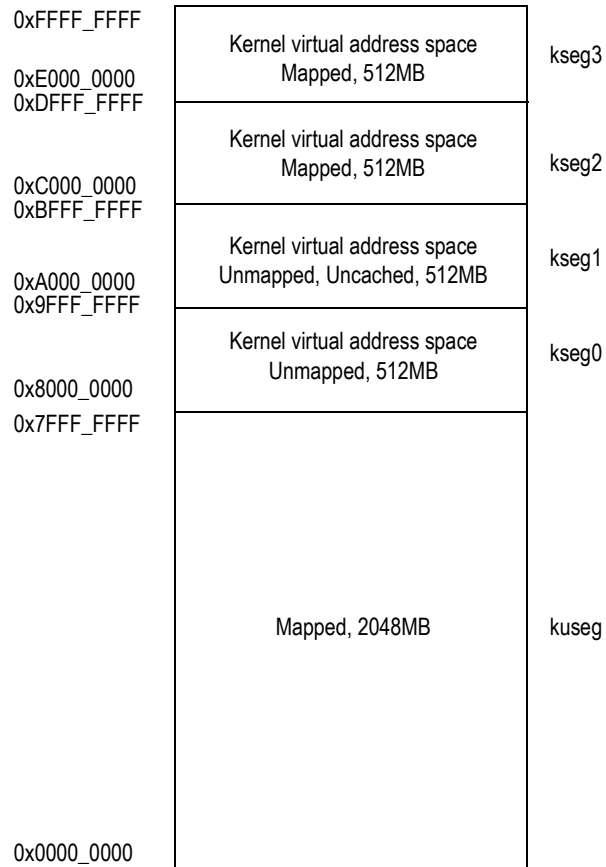 0xFFFF_FFFF
Kernel virtual address space
Mapped, 512MB
kseg3
0xE000_0000
0xDFFF_FFFF
Kernel virtual address space
Mapped, 512MB
kseg2
0xC000_0000
0xBFFF_FFFF
Kernel virtual address space
Unmapped, Uncached, 512MB
kseg1
0xA000_0000
0x9FFF_FFFF
Kernel virtual address space
Unmapped, 512MB
kseg0
0x8000_0000
0x7FFF_FFFF
Mapped, 2048MB
kuseg
0x0000_0000